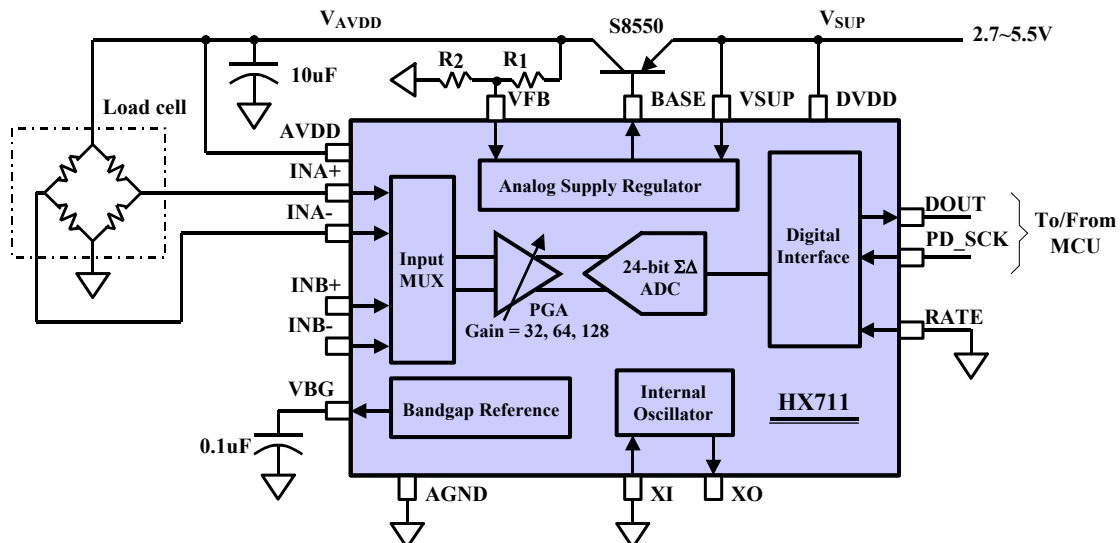 V_AVDD
S8550
V_SUP
2.7~5.5V
R2
R1
10uF
VFB
BASE
VSUP
DVDD
Load cell
AVDD
INA+
INA-
INB+
INB-
VBG
Analog Supply Regulator
Input
MUX
PGA
Gain = 32, 64, 128
24-bit ΣΔ
ADC
Digital
Interface
DOUT
PD_SCK
To/From
MCU
RATE
Bandgap Reference
Internal
Oscillator
HX711
0.1uF
AGND
XI
XO